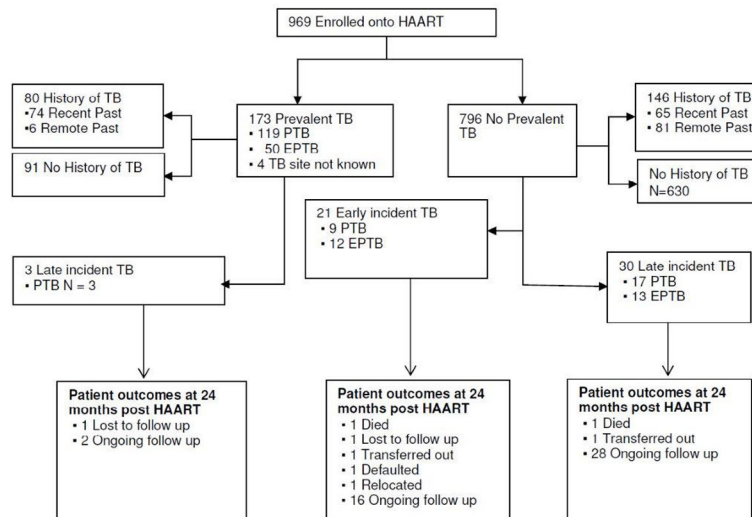 969 Enrolled onto HAART
80 History of TB
▪74 Recent Past
▪6 Remote Past
91 No History of TB
173 Prevalent TB
▪ 119 PTB
▪ 50 EPTB
▪ 4 TB site not known
796 No Prevalent
TB
146 History of TB
▪ 65 Recent Past
▪ 81 Remote Past
No History of TB
N=630
21 Early incident TB
▪ 9 PTB
▪ 12 EPTB
3 Late incident TB
▪ PTB N = 3
30 Late incident TB
▪ 17 PTB
▪ 13 EPTB
Patient outcomes at 24
months post HAART
▪ 1 Lost to follow up
▪ 2 Ongoing follow up
Patient outcomes at 24
months post HAART
▪ 1 Died
▪ 1 Lost to follow up
▪ 1 Transferred out
▪ 1 Defaulted
▪ 1 Relocated
▪ 16 Ongoing follow up
Patient outcomes at 24
months post HAART
▪ 1 Died
▪ 1 Transferred out
▪ 28 Ongoing follow up